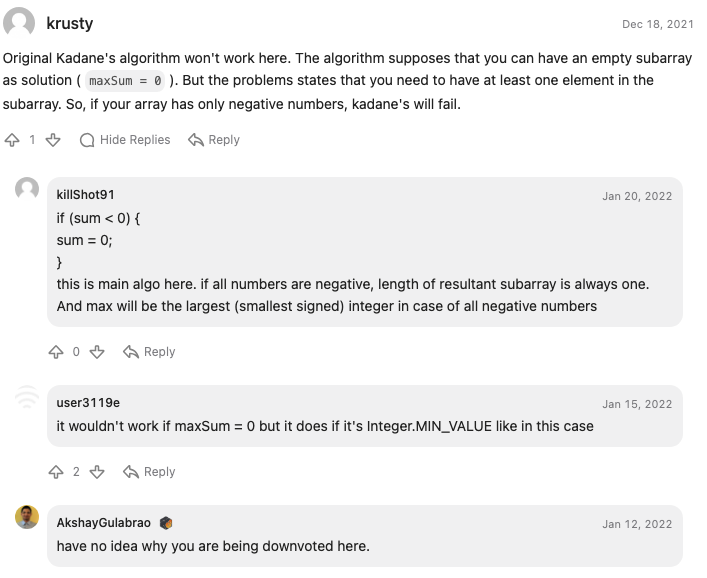 krusty
Dec 18, 2021
Original Kadane's algorithm won't work here. The algorithm supposes that you can have an empty subarray
as solution ( maxSum = 0 ). But the problems states that you need to have at least one element in the
subarray. So, if your array has only negative numbers, kadane's will fail.
1 Hide Replies Reply
killShot91
Jan 20, 2022
if (sum < 0) {
sum = 0;
}
this is main algo here. if all numbers are negative, length of resultant subarray is always one.
And max will be the largest (smallest signed) integer in case of all negative numbers
0 Reply
user3119e
Jan 15, 2022
it wouldn't work if maxSum = 0 but it does if it's Integer.MIN_VALUE like in this case
2 Reply
AkshayGulabrao
Jan 12, 2022
have no idea why you are being downvoted here.